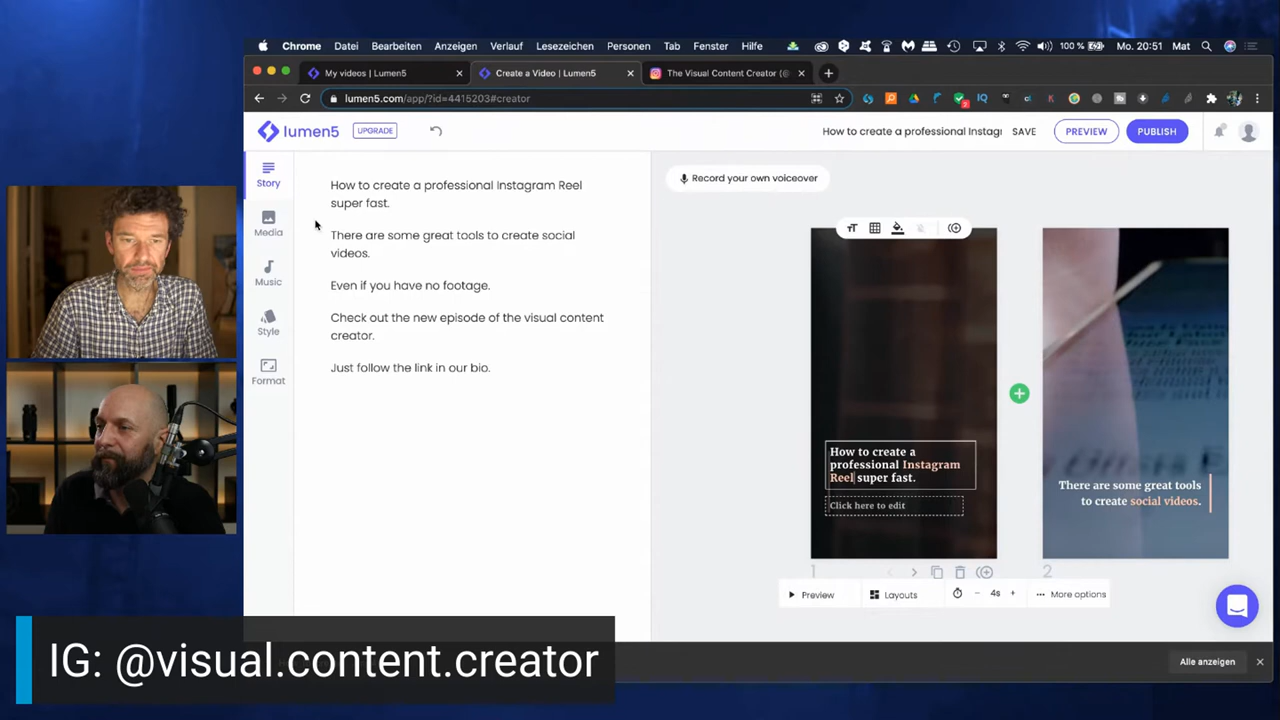 Chrome Datei Bearbeiten Anzeigen Verlauf Lesezeichen Personen Tab Fenster Hilfe 100 % Mo. 20:51 Mat
My videos | Lumen5
Create a Video | Lumen5
The Visual Content Creator (@
lumen5.com/app/?id=4415203#creator
lumen5 UPGRADE
How to create a professional Instagı SAVE PREVIEW PUBLISH
Story
Media
Music
Style
Format
How to create a professional Instagram Reel
super fast.
There are some great tools to create social
videos.
Even if you have no footage.
Check out the new episode of the visual content
creator.
Just follow the link in our bio.
Record your own voiceover
How to create a
professional Instagram
Reel super fast.
Click here to edit
1
There are some great tools
to create social videos.
2
Preview Layouts 4s More options
IG: @visual.content.creator
Alle anzeigen